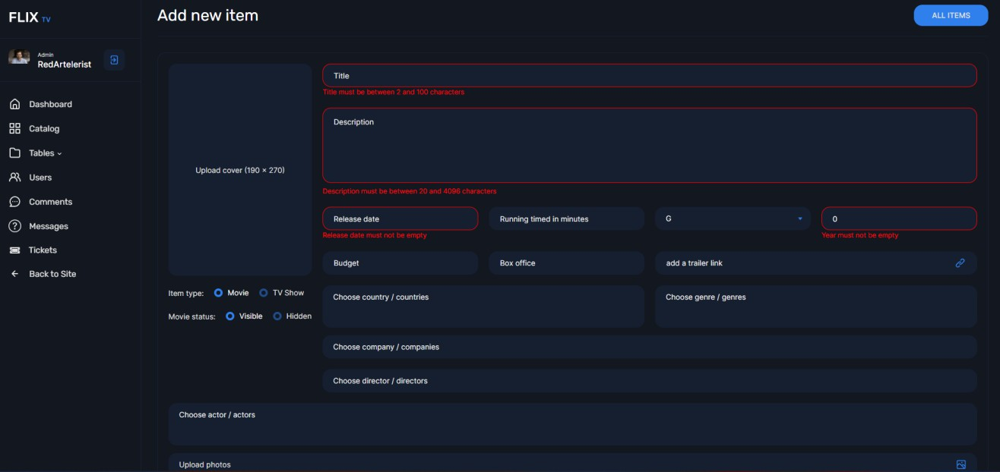 FLIX TV
Add new item
ALL ITEMS
Admin
RedArtelerist
Dashboard
Catalog
Tables
Users
Comments
Messages
Tickets
Back to Site
Upload cover (190 × 270)
Item type: Movie TV Show
Movie status: Visible Hidden
Title
Title must be between 2 and 100 characters
Description
Description must be between 20 and 4096 characters
Release date Running timed in minutes G 0
Release date must not be empty Year must not be empty
Budget Box office add a trailer link
Choose country / countries Choose genre / genres
Choose company / companies
Choose director / directors
Choose actor / actors
Upload photos